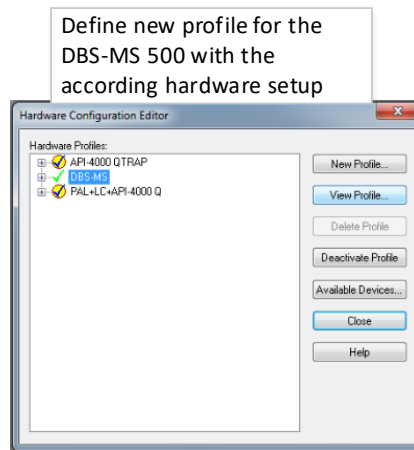 Define new profile for the
DBS-MS 500 with the
according hardware setup
Hardware Configuration Editor
Hardware Profiles:
API-4000 QTRAP
DBS-MS
PAL+LC+API-4000 Q
New Profile...
View Profile...
Delete Profile
Deactivate Profile
Available Devices...
Close
Help